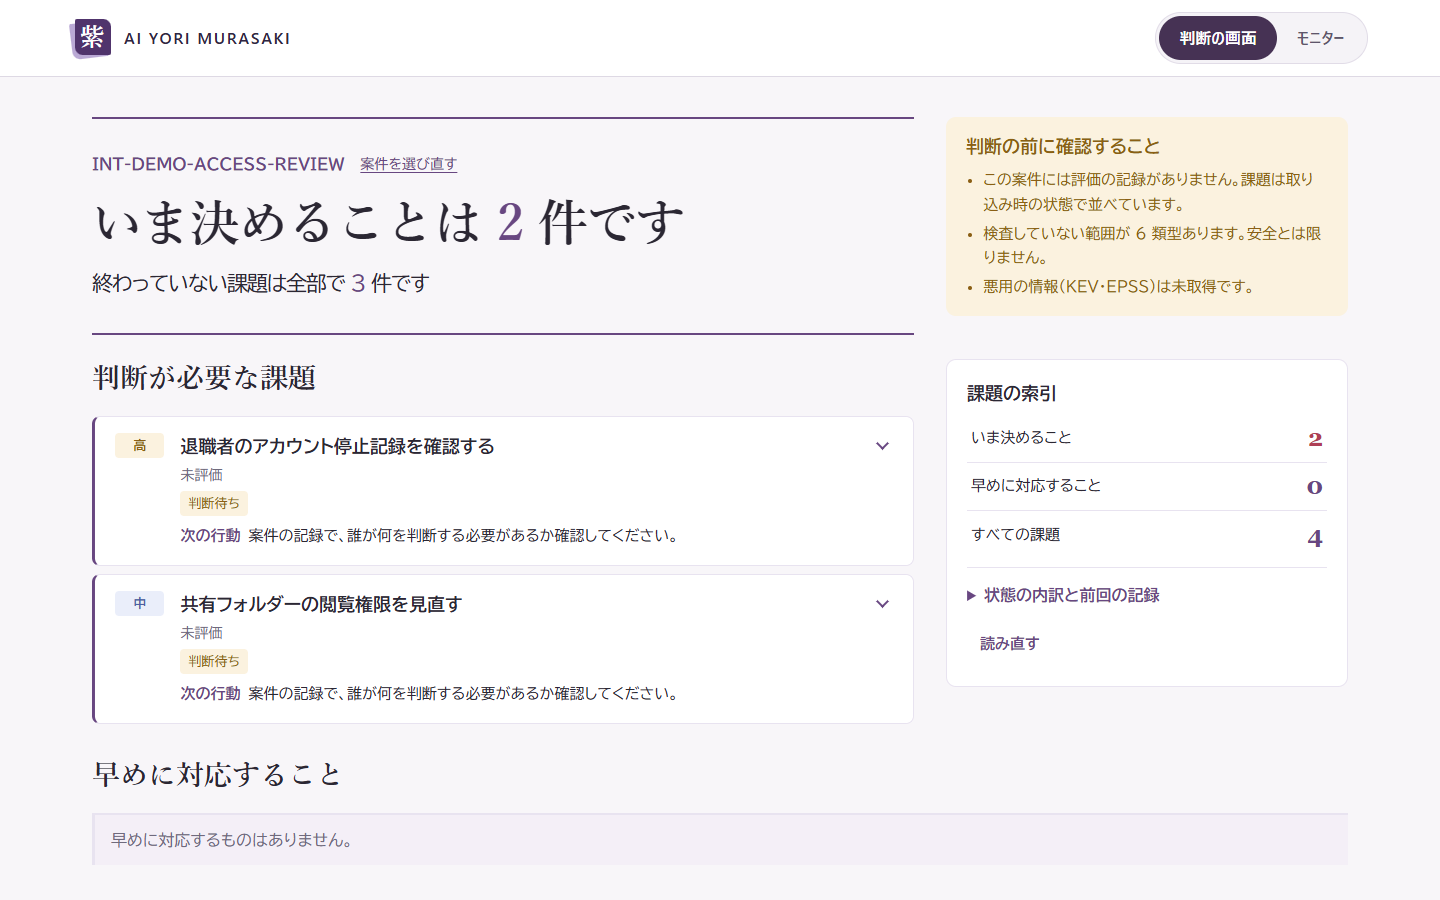 紫 AI YORI MURASAKI
判断の画面 モニター
INT-DEMO-ACCESS-REVIEW 案件を選び直す
いま決めることは 2 件です
終わっていない課題は全部で 3 件です
判断の前に確認すること
• この案件には評価の記録がありません。課題は取り
込み時の状態で並べています。
• 検査していない範囲が 6 類型あります。安全とは限
りません。
• 悪用の情報(KEV・EPSS)は未取得です。
判断が必要な課題
高 退職者のアカウント停止記録を確認する
未評価
判断待ち
次の行動 案件の記録で、誰が何を判断する必要があるか確認してください。
中 共有フォルダーの閲覧権限を見直す
未評価
判断待ち
次の行動 案件の記録で、誰が何を判断する必要があるか確認してください。
課題の索引
いま決めること 2
早めに対応すること 0
すべての課題 4
▶ 状態の内訳と前回の記録
読み直す
早めに対応すること
早めに対応するものはありません。